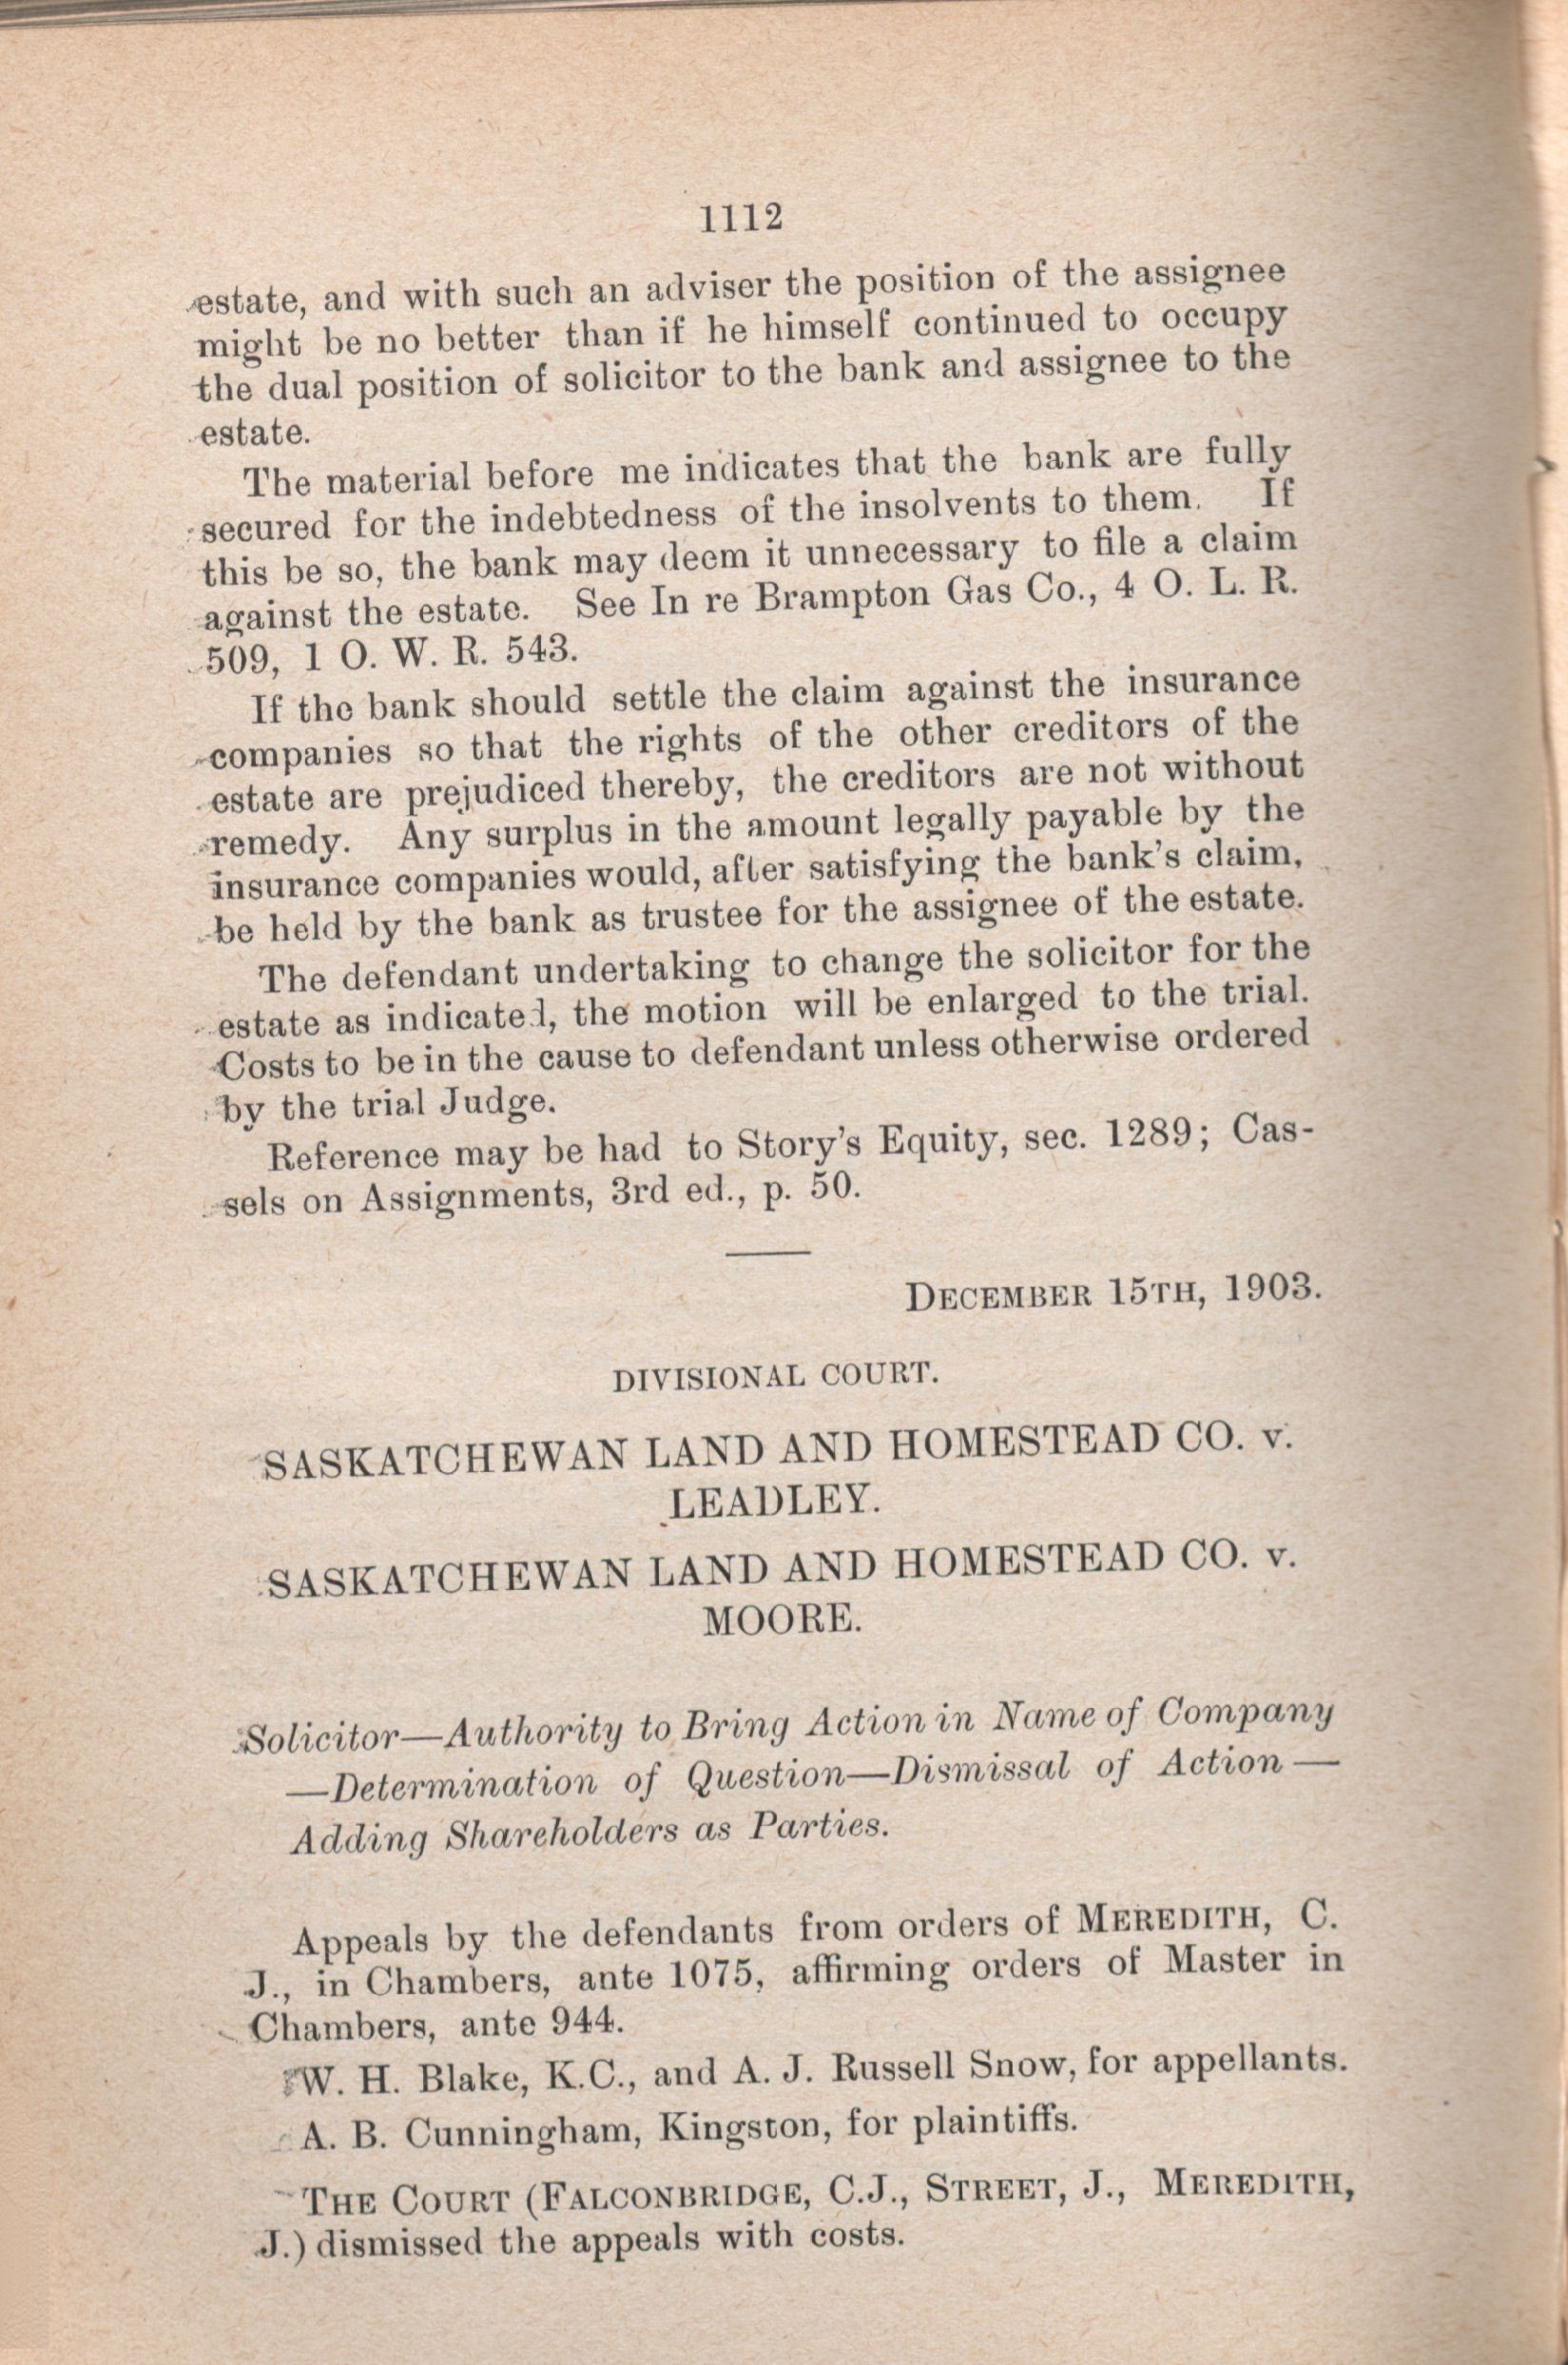 1112
estate, and with such an adviser the position of the assignee
might be no better than if he himself continued to occupy
the dual position of solicitor to the bank and assignee to the
estate.
The material before me indicates that the bank are fully
secured for the indebtedness of the insolvents to them. If
this be so, the bank may deem it unnecessary to file a claim
against the estate. See In re Brampton Gas Co., 4 O. L. R.
509, 1 O. W. R. 543.
If the bank should settle the claim against the insurance
companies so that the rights of the other creditors of the
estate are prejudiced thereby, the creditors are not without
remedy. Any surplus in the amount legally payable by the
insurance companies would, after satisfying the bank's claim,
be held by the bank as trustee for the assignee of the estate.
The defendant undertaking to change the solicitor for the
estate as indicated, the motion will be enlarged to the trial.
Costs to be in the cause to defendant unless otherwise ordered
by the trial Judge.
Reference may be had to Story's Equity, sec. 1289; Cas-
sels on Assignments, 3rd ed., p. 50.
DECEMBER 15TH, 1903.
DIVISIONAL COURT.
SASKATCHEWAN LAND AND HOMESTEAD CO. v.
LEADLEY.
SASKATCHEWAN LAND AND HOMESTEAD CO. v.
MOORE.
Solicitor—Authority to Bring Action in Name of Company
—Determination of Question—Dismissal of Action—
Adding Shareholders as Parties.
Appeals by the defendants from orders of MEREDITH, C.
J., in Chambers, ante 1075, affirming orders of Master in
Chambers, ante 944.
W. H. Blake, K.C., and A. J. Russell Snow, for appellants.
A. B. Cunningham, Kingston, for plaintiffs.
THE COURT (FALCONBRIDGE, C.J., STREET, J., MEREDITH,
J.) dismissed the appeals with costs.